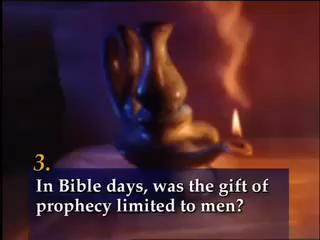 3.
In Bible days, was the gift of
prophecy limited to men?